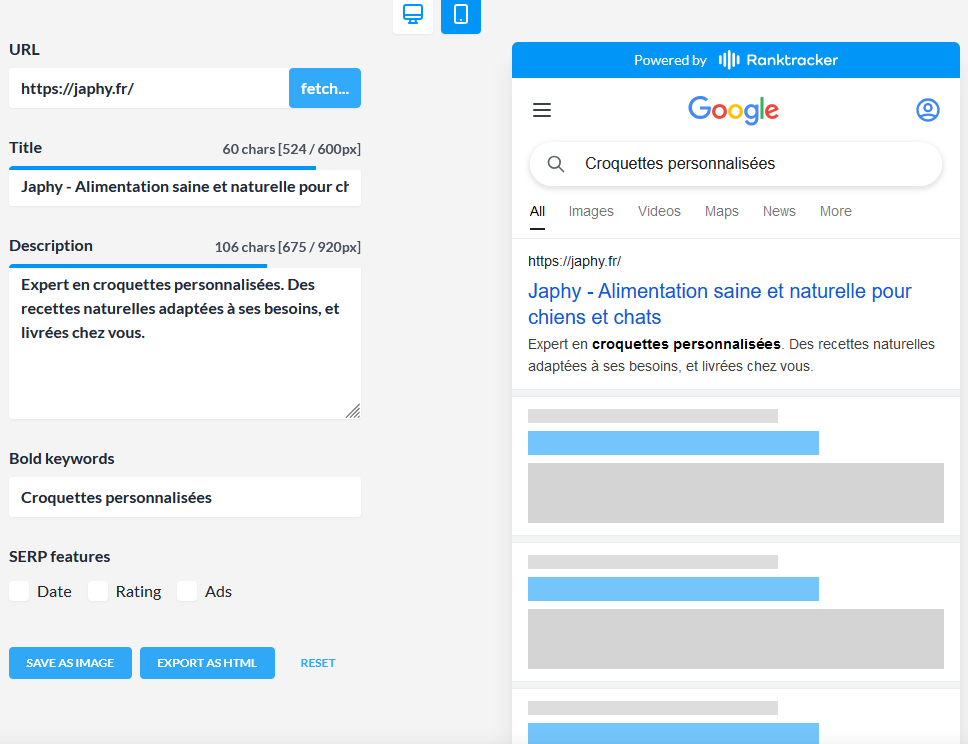 URL
https://japhy.fr/
fetch...
Title
60 chars [524 / 600px]
Japhy - Alimentation saine et naturelle pour ch
Description
106 chars [675 / 920px]
Expert en croquettes personnalisées. Des
recettes naturelles adaptées à ses besoins, et
livrées chez vous.
Bold keywords
Croquettes personnalisées
SERP features
Date
Rating
Ads
SAVE AS IMAGE
EXPORT AS HTML
RESET
Powered by Ranktracker
Google
Croquettes personnalisées
All Images Videos Maps News More
https://japhy.fr/
Japhy - Alimentation saine et naturelle pour
chiens et chats
Expert en croquettes personnalisées. Des recettes naturelles
adaptées à ses besoins, et livrées chez vous.